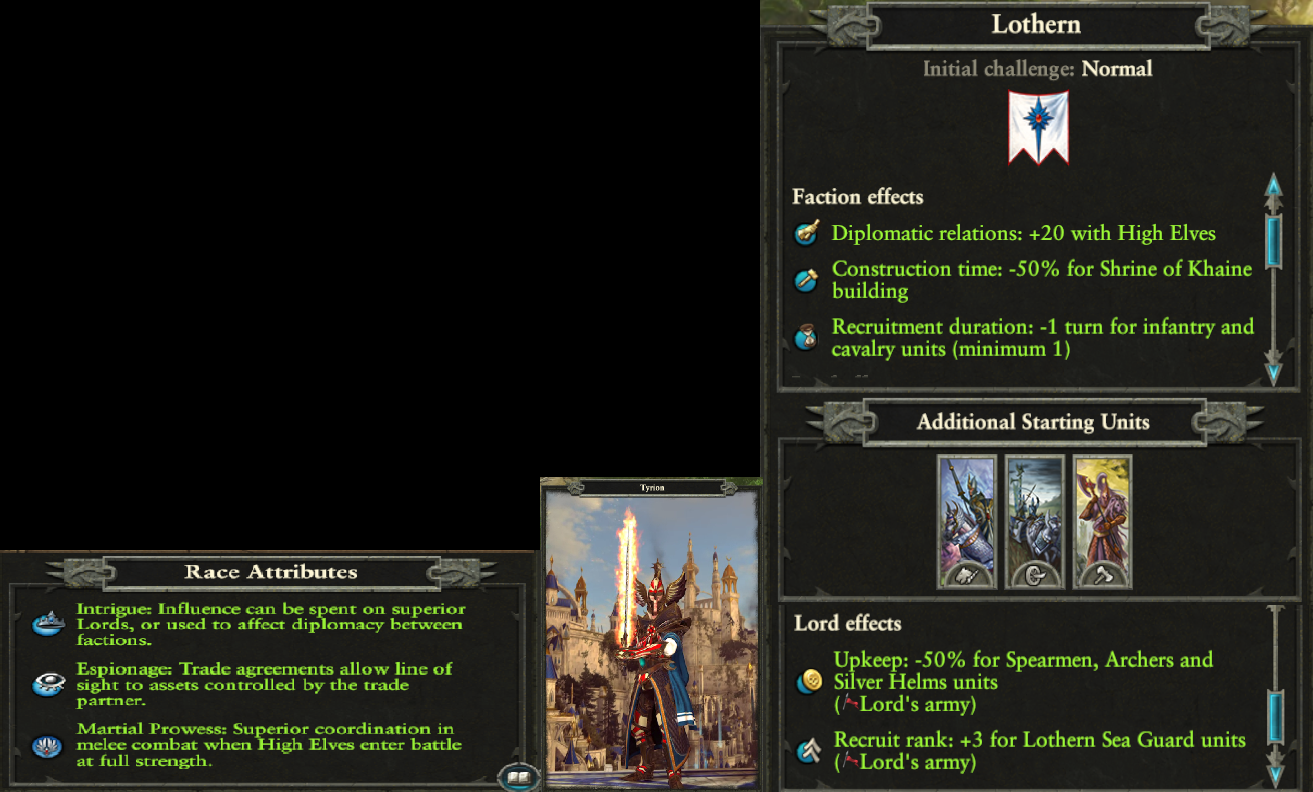 Lothern
Initial challenge: Normal
Faction effects
Diplomatic relations: +20 with High Elves
Construction time: -50% for Shrine of Khaine
building
Recruitment duration: -1 turn for infantry and
cavalry units (minimum 1)
Additional Starting Units
Lord effects
Upkeep: -50% for Spearmen, Archers and
Silver Helms units
(Lord's army)
Recruit rank: +3 for Lothern Sea Guard units
(Lord's army)
Tyrion
Race Attributes
Intrigue: Influence can be spent on superior
Lords, or used to affect diplomacy between
factions.
Espionage: Trade agreements allow line of
sight to assets controlled by the trade
partner.
Martial Prowess: Superior coordination in
melee combat when High Elves enter battle
at full strength.